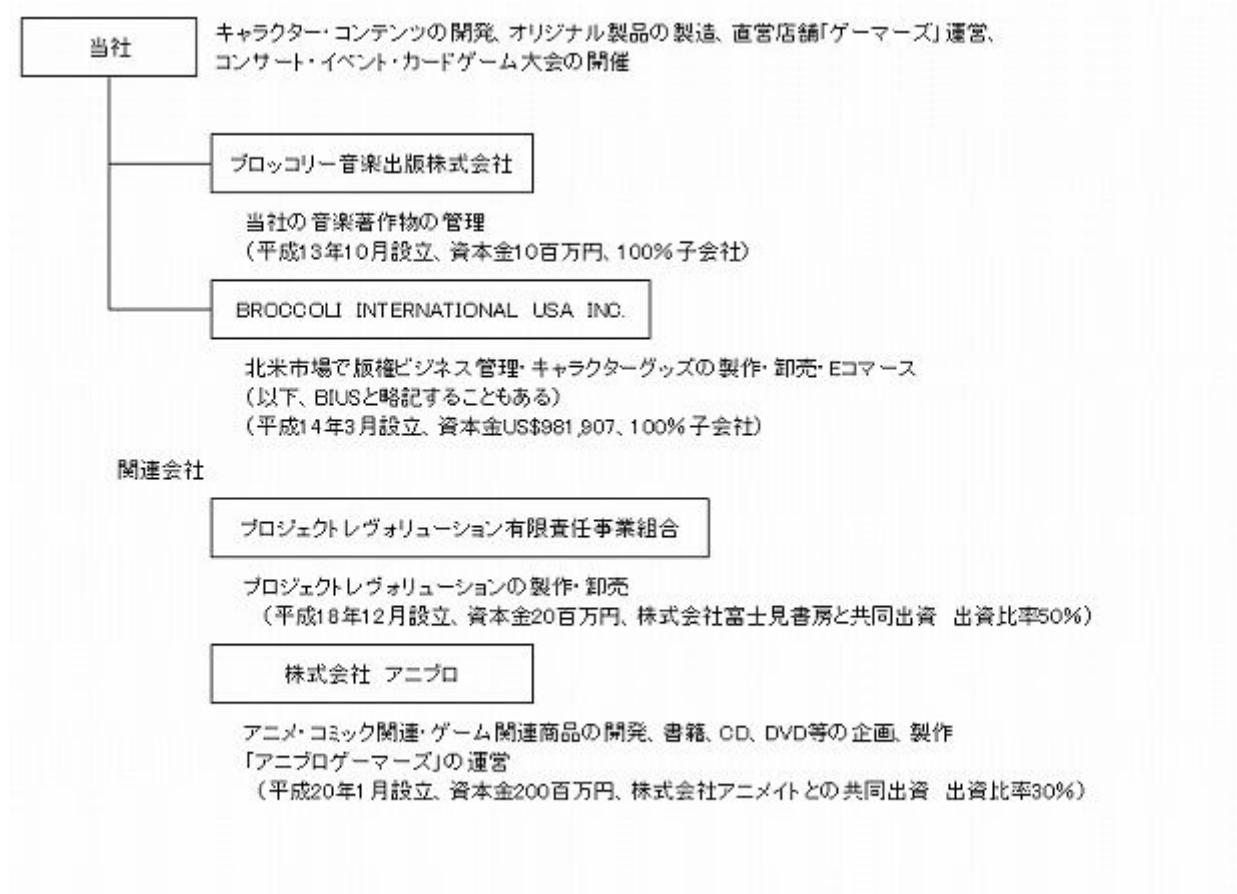 当社
キャラクター・コンテンツの開発、オリジナル製品の製造、直営店舗「ゲーマーズ」運営、
コンサート・イベント・カードゲーム大会の開催
ブロッコリー音楽出版株式会社
当社の音楽著作物の管理
（平成13年10月設立、資本金10百万円、100%子会社）
BROCCOLI INTERNATIONAL USA INC.
北米市場で版権ビジネス管理・キャラクターグッズの製作・卸売・Eコマース
（以下、BIUSと略記することもある）
（平成14年3月設立、資本金US$981,907、100%子会社）
関連会社
プロジェクトレヴォリューション有限責任事業組合
プロジェクトレヴォリューションの製作・卸売
（平成18年12月設立、資本金20百万円、株式会社富士見書房と共同出資　出資比率50%）
株式会社 アニブロ
アニメ・コミック関連・ゲーム関連商品の開発、書籍、CD、DVD等の企画、製作
「アニブロゲーマーズ」の運営
（平成20年1月設立、資本金200百万円、株式会社アニメイトとの共同出資　出資比率30%）